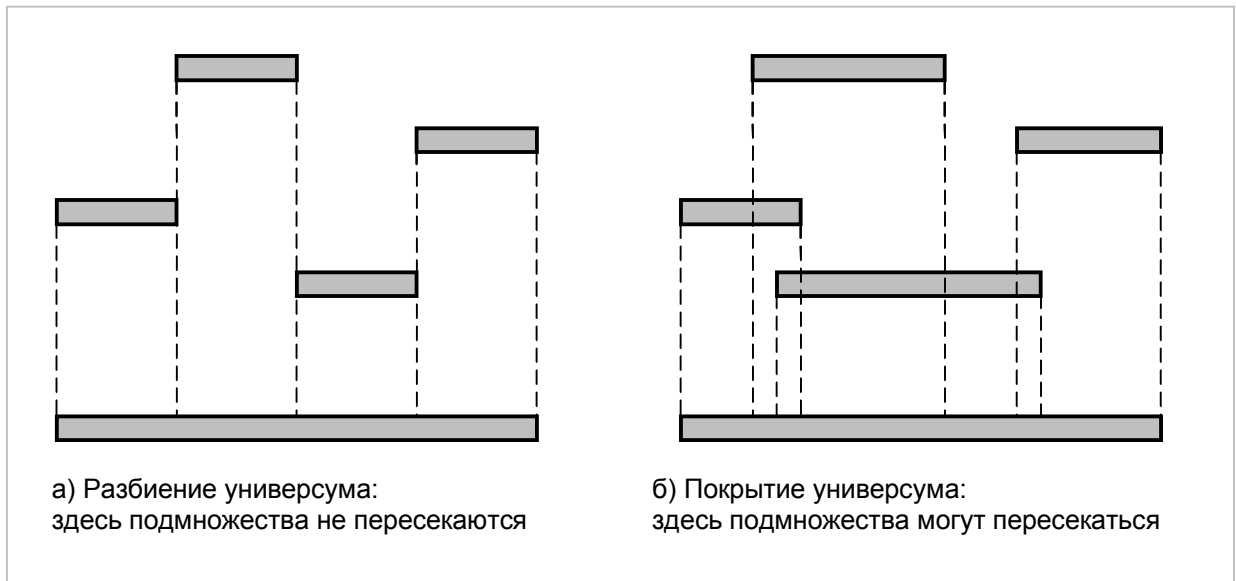 а) Разбиение универсума:
здесь подмножества не пересекаются
б) Покрытие универсума:
здесь подмножества могут пересекаться